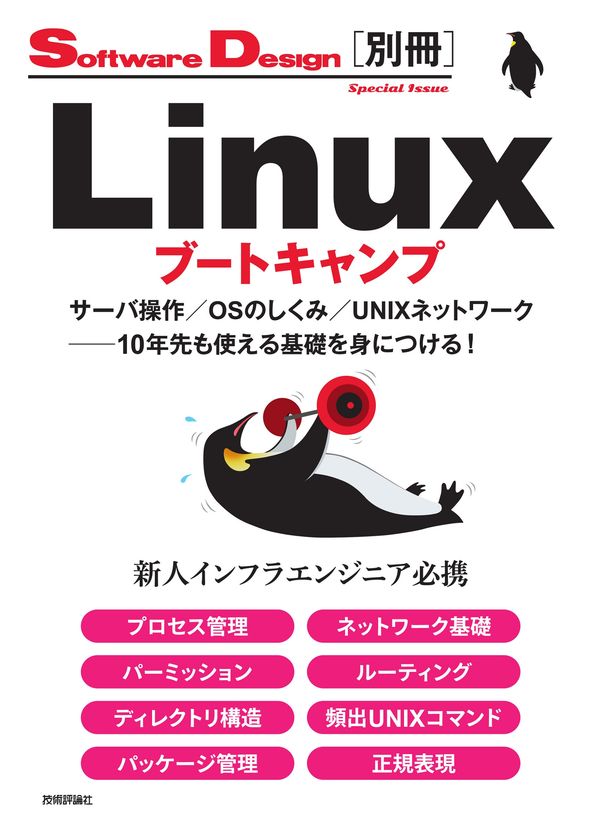 Software Design［別冊］
Special Issue
Linux
ブートキャンプ
サーバ操作／OSのしくみ／UNIXネットワーク
――10年先も使える基礎を身につける！
新人インフラエンジニア必携
プロセス管理 ネットワーク基礎
パーミッション ルーティング
ディレクトリ構造 頻出UNIXコマンド
パッケージ管理 正規表現
技術評論社